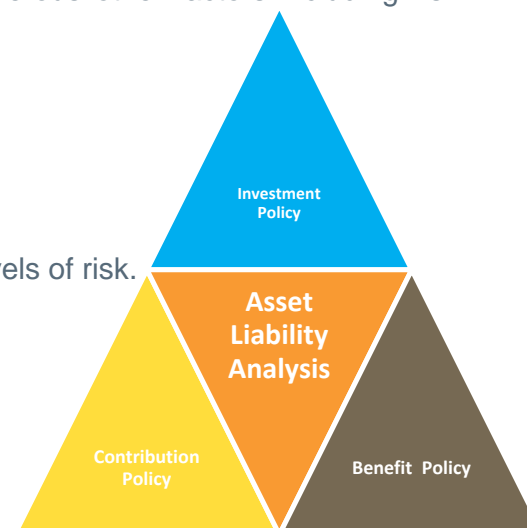 Investment
Policy
vels of risk.
Asset
Liability
Analysis
Contribution
Policy
Benefit Policy